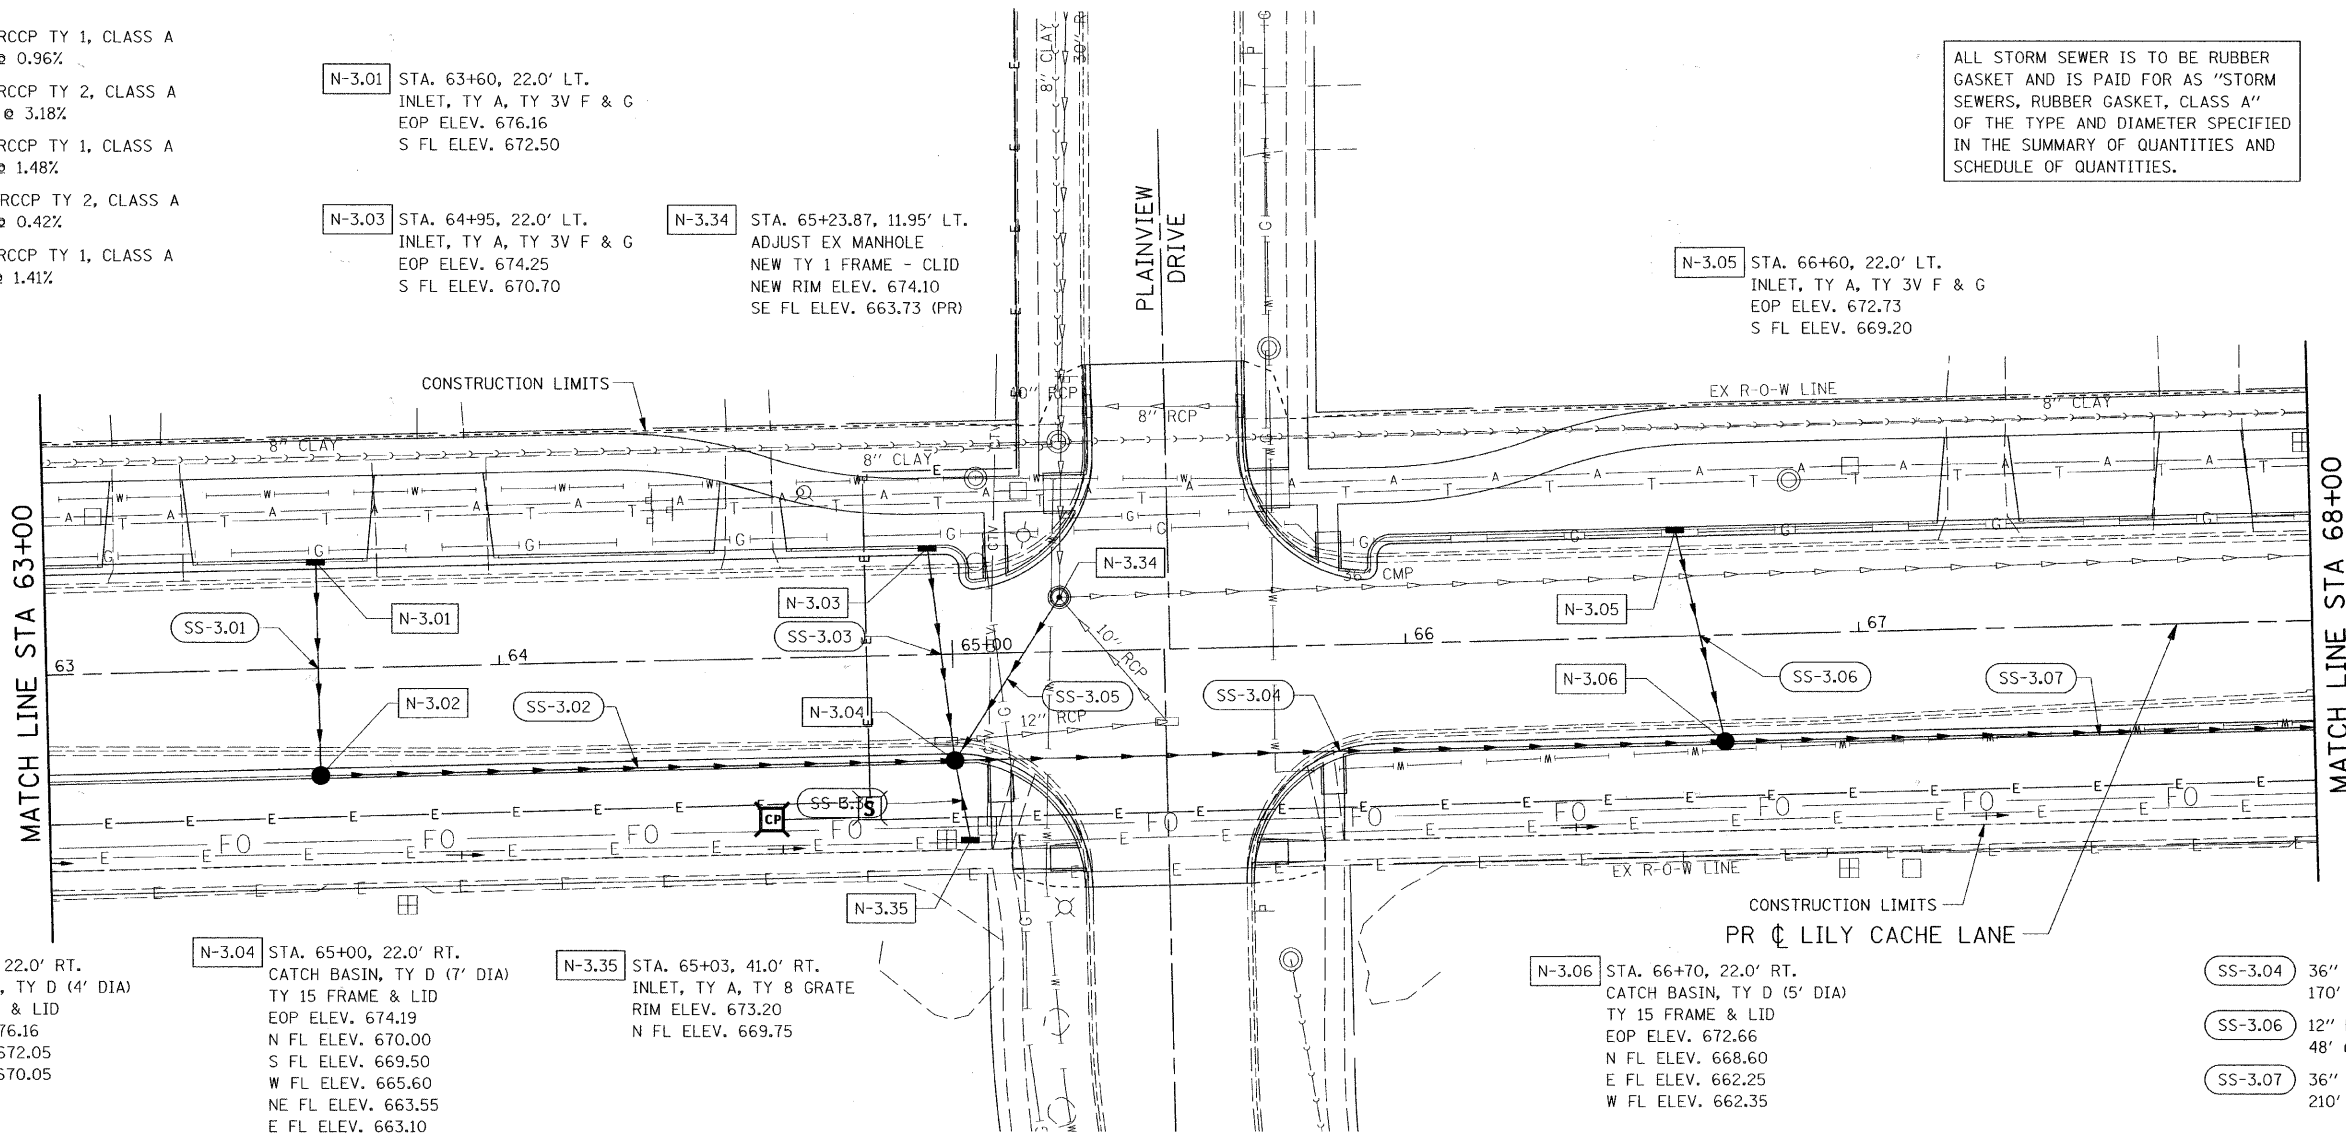 RCCP TY 1, CLASS A
@ 0.96%
RCCP TY 2, CLASS A
@ 3.18%
RCCP TY 1, CLASS A
@ 1.48%
RCCP TY 2, CLASS A
@ 0.42%
RCCP TY 1, CLASS A
@ 1.41%
N-3.01 STA. 63+60, 22.0' LT.
INLET, TY A, TY 3V F & G
EOP ELEV. 676.16
S FL ELEV. 672.50
N-3.03 STA. 64+95, 22.0' LT.
INLET, TY A, TY 3V F & G
EOP ELEV. 674.25
S FL ELEV. 670.70
N-3.34 STA. 65+23.87, 11.95' LT.
ADJUST EX MANHOLE
NEW TY 1 FRAME - CLID
NEW RIM ELEV. 674.10
SE FL ELEV. 663.73 (PR)
8" CLAY
30"
PLAINVIEW
DRIVE
ALL STORM SEWER IS TO BE RUBBER
GASKET AND IS PAID FOR AS "STORM
SEWERS, RUBBER GASKET, CLASS A"
OF THE TYPE AND DIAMETER SPECIFIED
IN THE SUMMARY OF QUANTITIES AND
SCHEDULE OF QUANTITIES.
N-3.05 STA. 66+60, 22.0' LT.
INLET, TY A, TY 3V F & G
EOP ELEV. 672.73
S FL ELEV. 669.20
CONSTRUCTION LIMITS
RCP
8" RCP
EX R-O-W LINE
8" CLAY
8" CLAY
8" CLAY
MATCH LINE STA 63+00
MATCH LINE STA 68+00
N-3.34
CMP
N-3.01
N-3.03
N-3.05
SS-3.01
SS-3.03
10" RCP
63
64
65+00
66
67
N-3.02
SS-3.02
N-3.04
SS-3.05
12" RCP
SS-3.04
N-3.06
SS-3.06
SS-3.07
CP
S
FO
FO
FO
FO
FO
FO
FO
FO
FO
FO
N-3.35
EX R-O-W LINE
CONSTRUCTION LIMITS
PR ℄ LILY CACHE LANE
22.0' RT.
, TY D (4' DIA)
& LID
76.16
672.05
670.05
N-3.04 STA. 65+00, 22.0' RT.
CATCH BASIN, TY D (7' DIA)
TY 15 FRAME & LID
EOP ELEV. 674.19
N FL ELEV. 670.00
S FL ELEV. 669.50
W FL ELEV. 665.60
NE FL ELEV. 663.55
E FL ELEV. 663.10
N-3.35 STA. 65+03, 41.0' RT.
INLET, TY A, TY 8 GRATE
RIM ELEV. 673.20
N FL ELEV. 669.75
N-3.06 STA. 66+70, 22.0' RT.
CATCH BASIN, TY D (5' DIA)
TY 15 FRAME & LID
EOP ELEV. 672.66
N FL ELEV. 668.60
E FL ELEV. 662.25
W FL ELEV. 662.35
SS-3.04 36"
170'
SS-3.06 12"
48'
SS-3.07 36"
210'